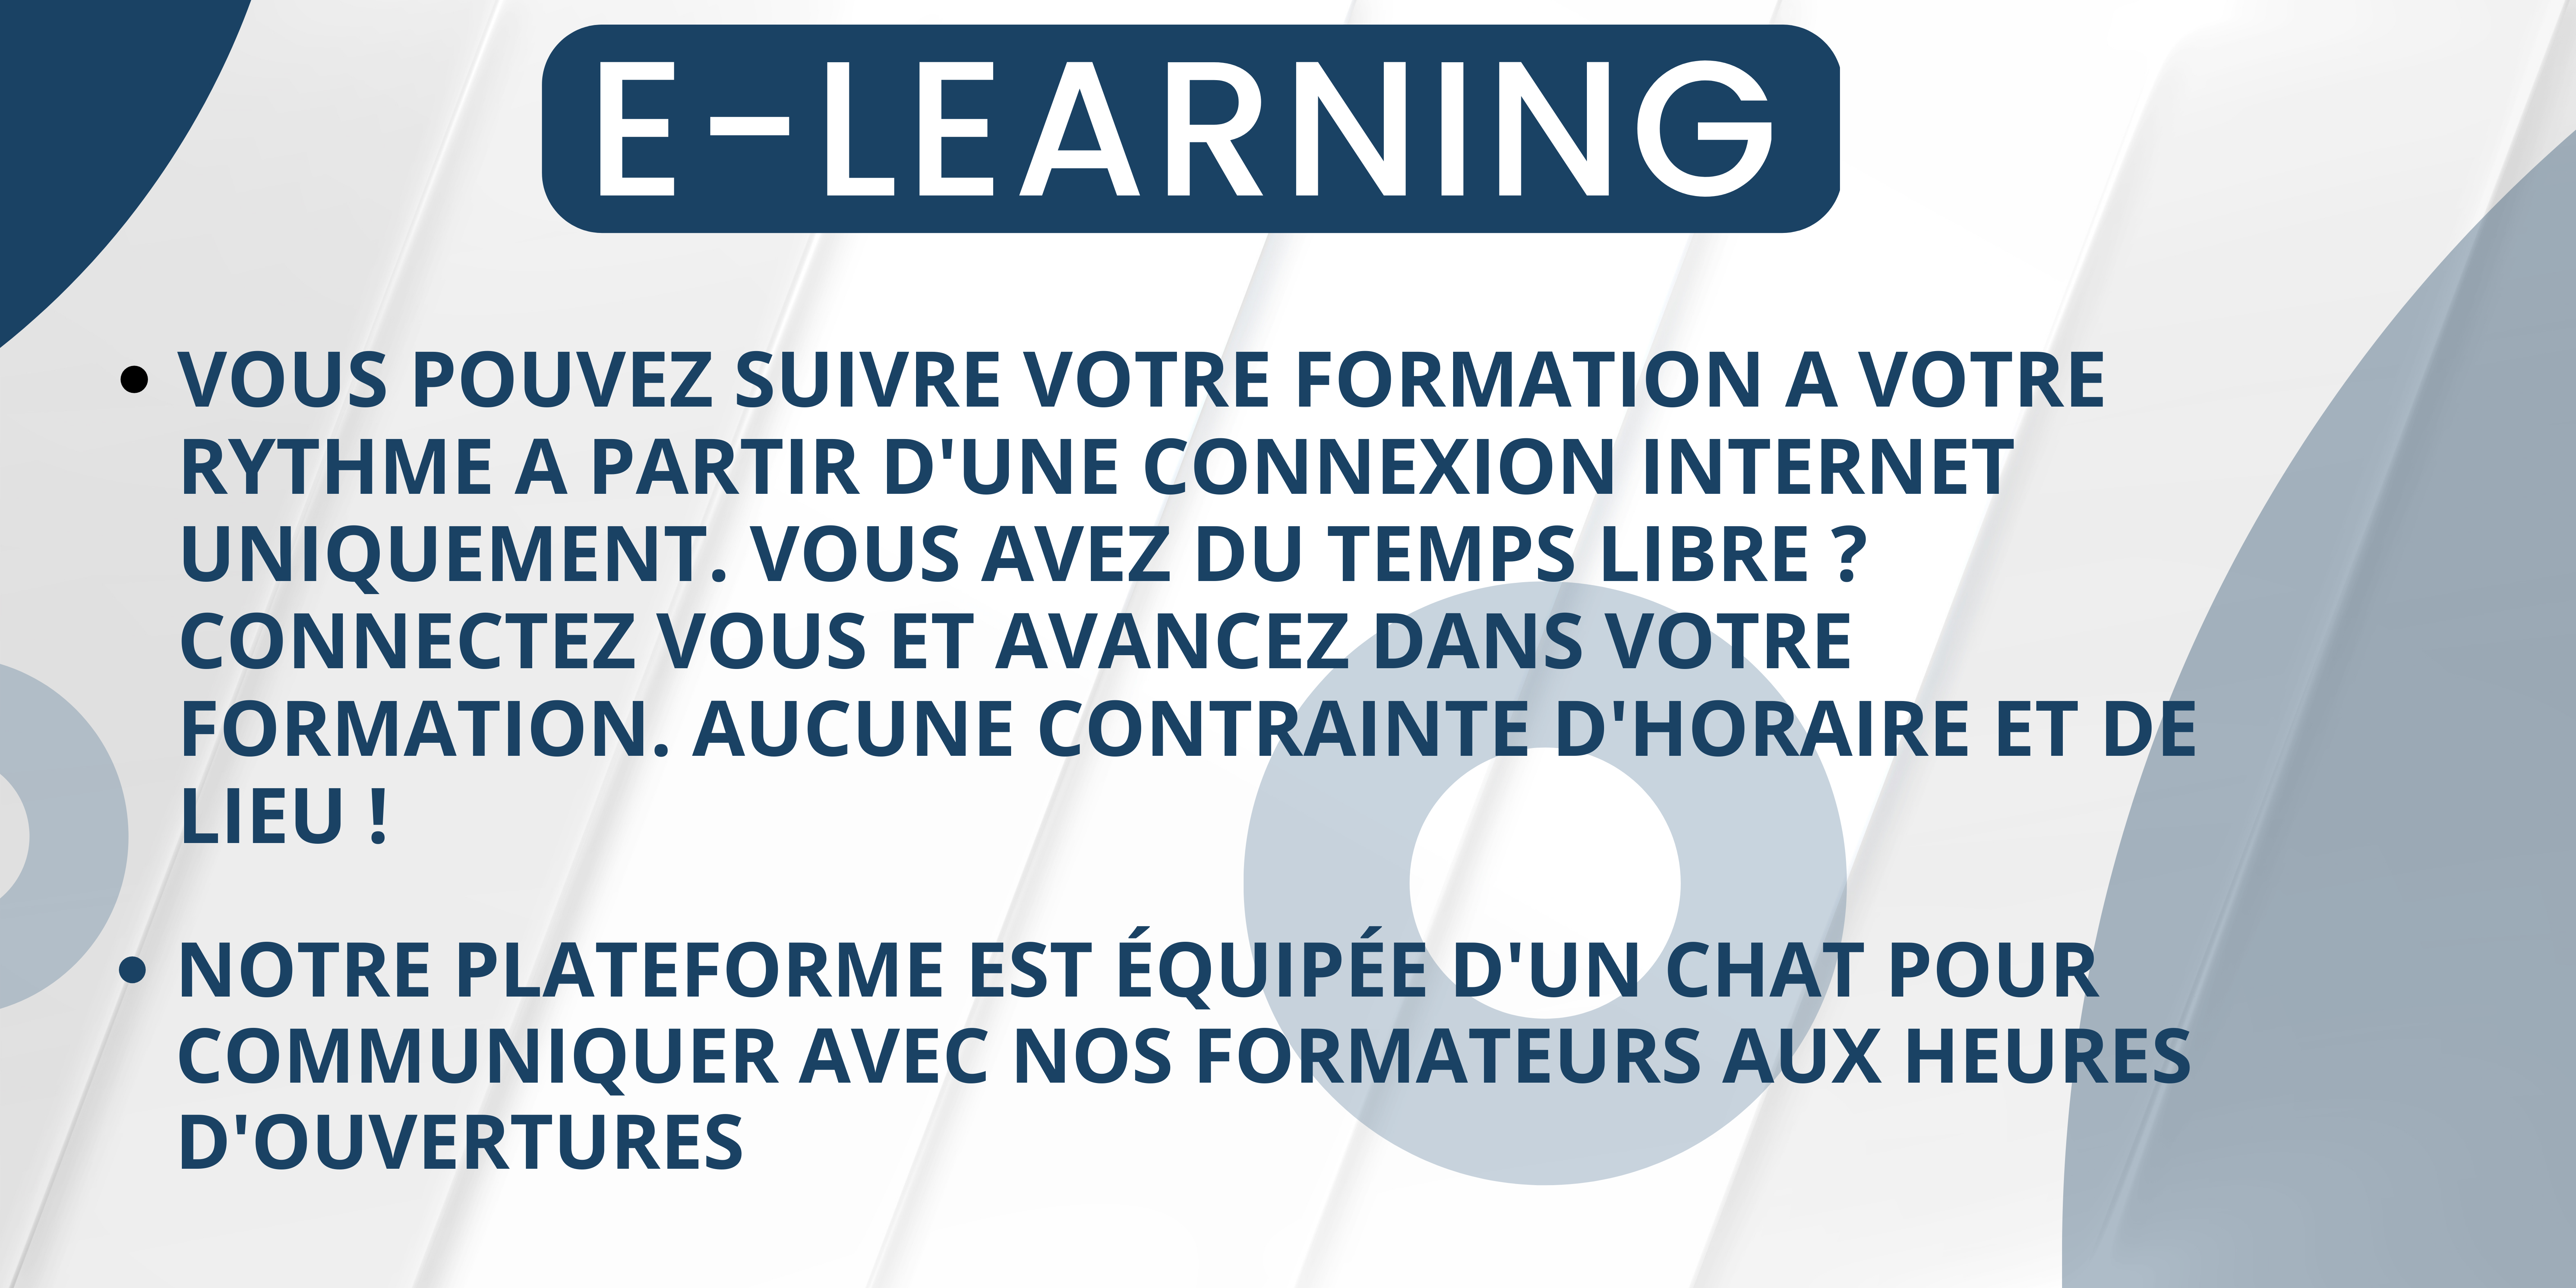 E-LEARNING
• VOUS POUVEZ SUIVRE VOTRE FORMATION A VOTRE
RYTHME A PARTIR D'UNE CONNEXION INTERNET
UNIQUEMENT. VOUS AVEZ DU TEMPS LIBRE ?
CONNECTEZ VOUS ET AVANCEZ DANS VOTRE
FORMATION. AUCUNE CONTRAINTE D'HORAIRE ET DE
LIEU !
• NOTRE PLATEFORME EST ÉQUIPÉE D'UN CHAT POUR
COMMUNIQUER AVEC NOS FORMATEURS AUX HEURES
D'OUVERTURES